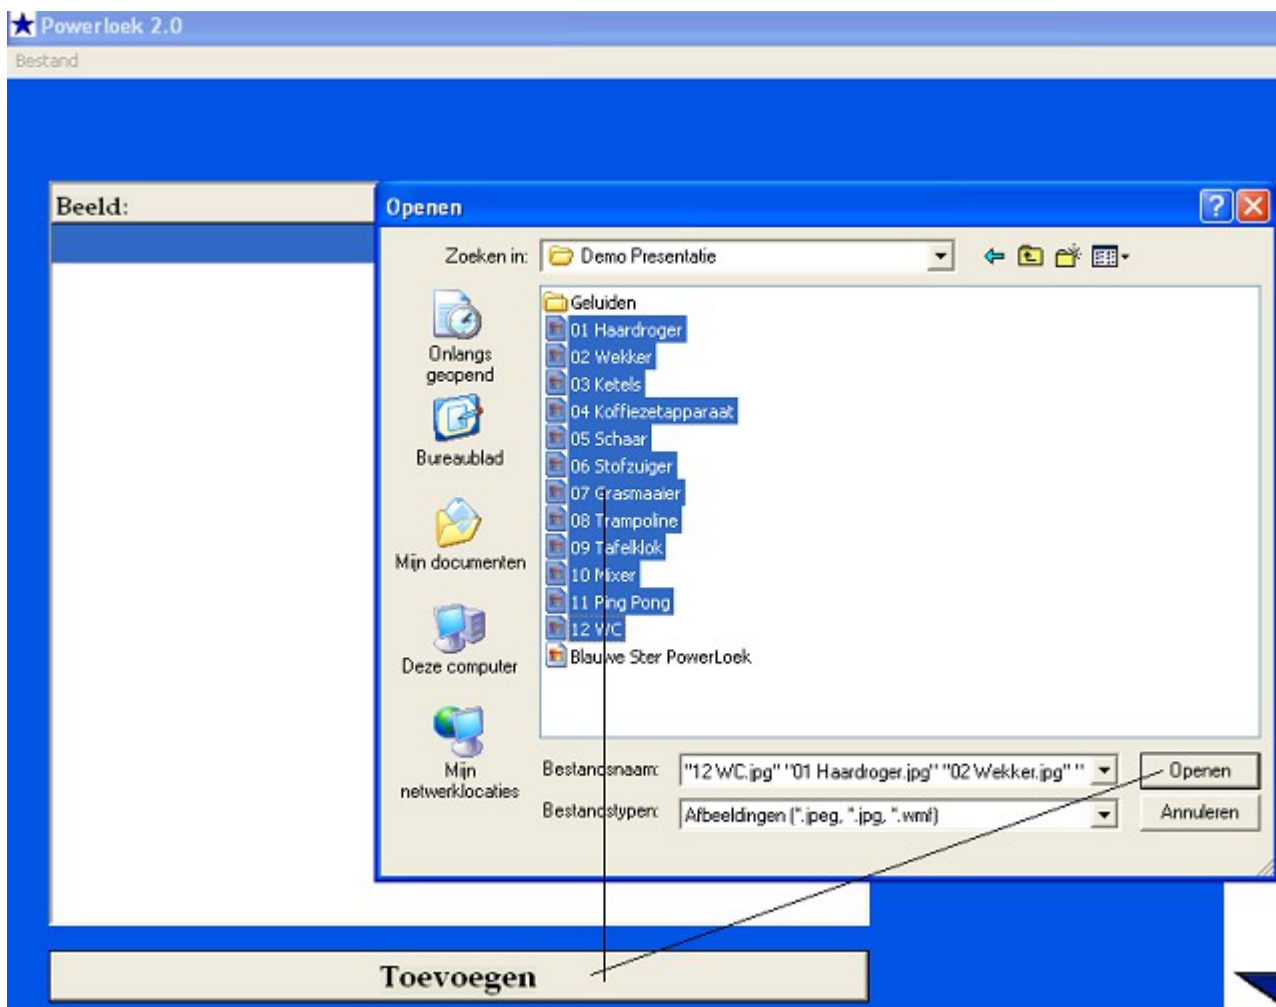 Powerloek 2.0
Bestand
Beeld:
Openen
Zoeken in:
Demo Presentatie
Onlangs
geopend
Bureaublad
Mijn documenten
Deze computer
Mijn
netwerklocaties
Geluiden
01 Haardroger
02 Wekker
03 Ketels
04 Koffiezetapparaat
05 Schaar
06 Stofzuiger
07 Grasmaaier
08 Trampoline
09 Tafelklok
10 Mixer
11 Ping Pong
12 WC
Blauwe Ster PowerLoek
Bestandsnaam:
"12 WC.jpg" "01 Haardroger.jpg" "02 Wekker.jpg" "
Openen
Bestandstypen:
Afbeeldingen (*.jpeg, *.jpg, *.wmf)
Annuleren
Toevoegen